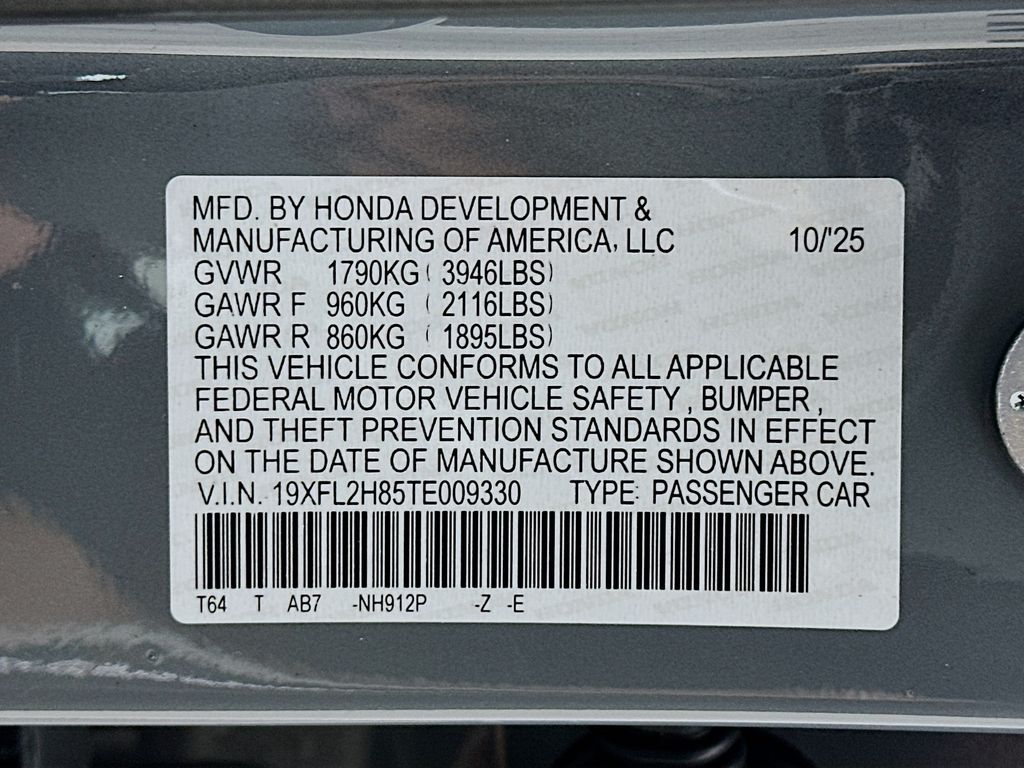 MFD. BY HONDA DEVELOPMENT &
MANUFACTURING OF AMERICA, LLC 10/'25
GVWR 1790KG ( 3946LBS)
GAWR F 960KG ( 2116LBS)
GAWR R 860KG ( 1895LBS)
THIS VEHICLE CONFORMS TO ALL APPLICABLE
FEDERAL MOTOR VEHICLE SAFETY , BUMPER ,
AND THEFT PREVENTION STANDARDS IN EFFECT
ON THE DATE OF MANUFACTURE SHOWN ABOVE.
V.I.N. 19XFL2H85TE009330 TYPE: PASSENGER CAR
T64 T AB7 -NH912P -Z -E